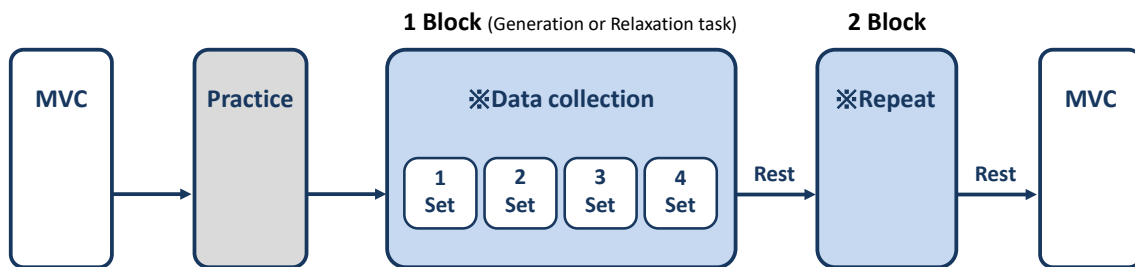 1 Block (Generation or Relaxation task)
2 Block
MVC
Practice
※Data collection
1
Set
2
Set
3
Set
4
Set
Rest
※Repeat
Rest
MVC